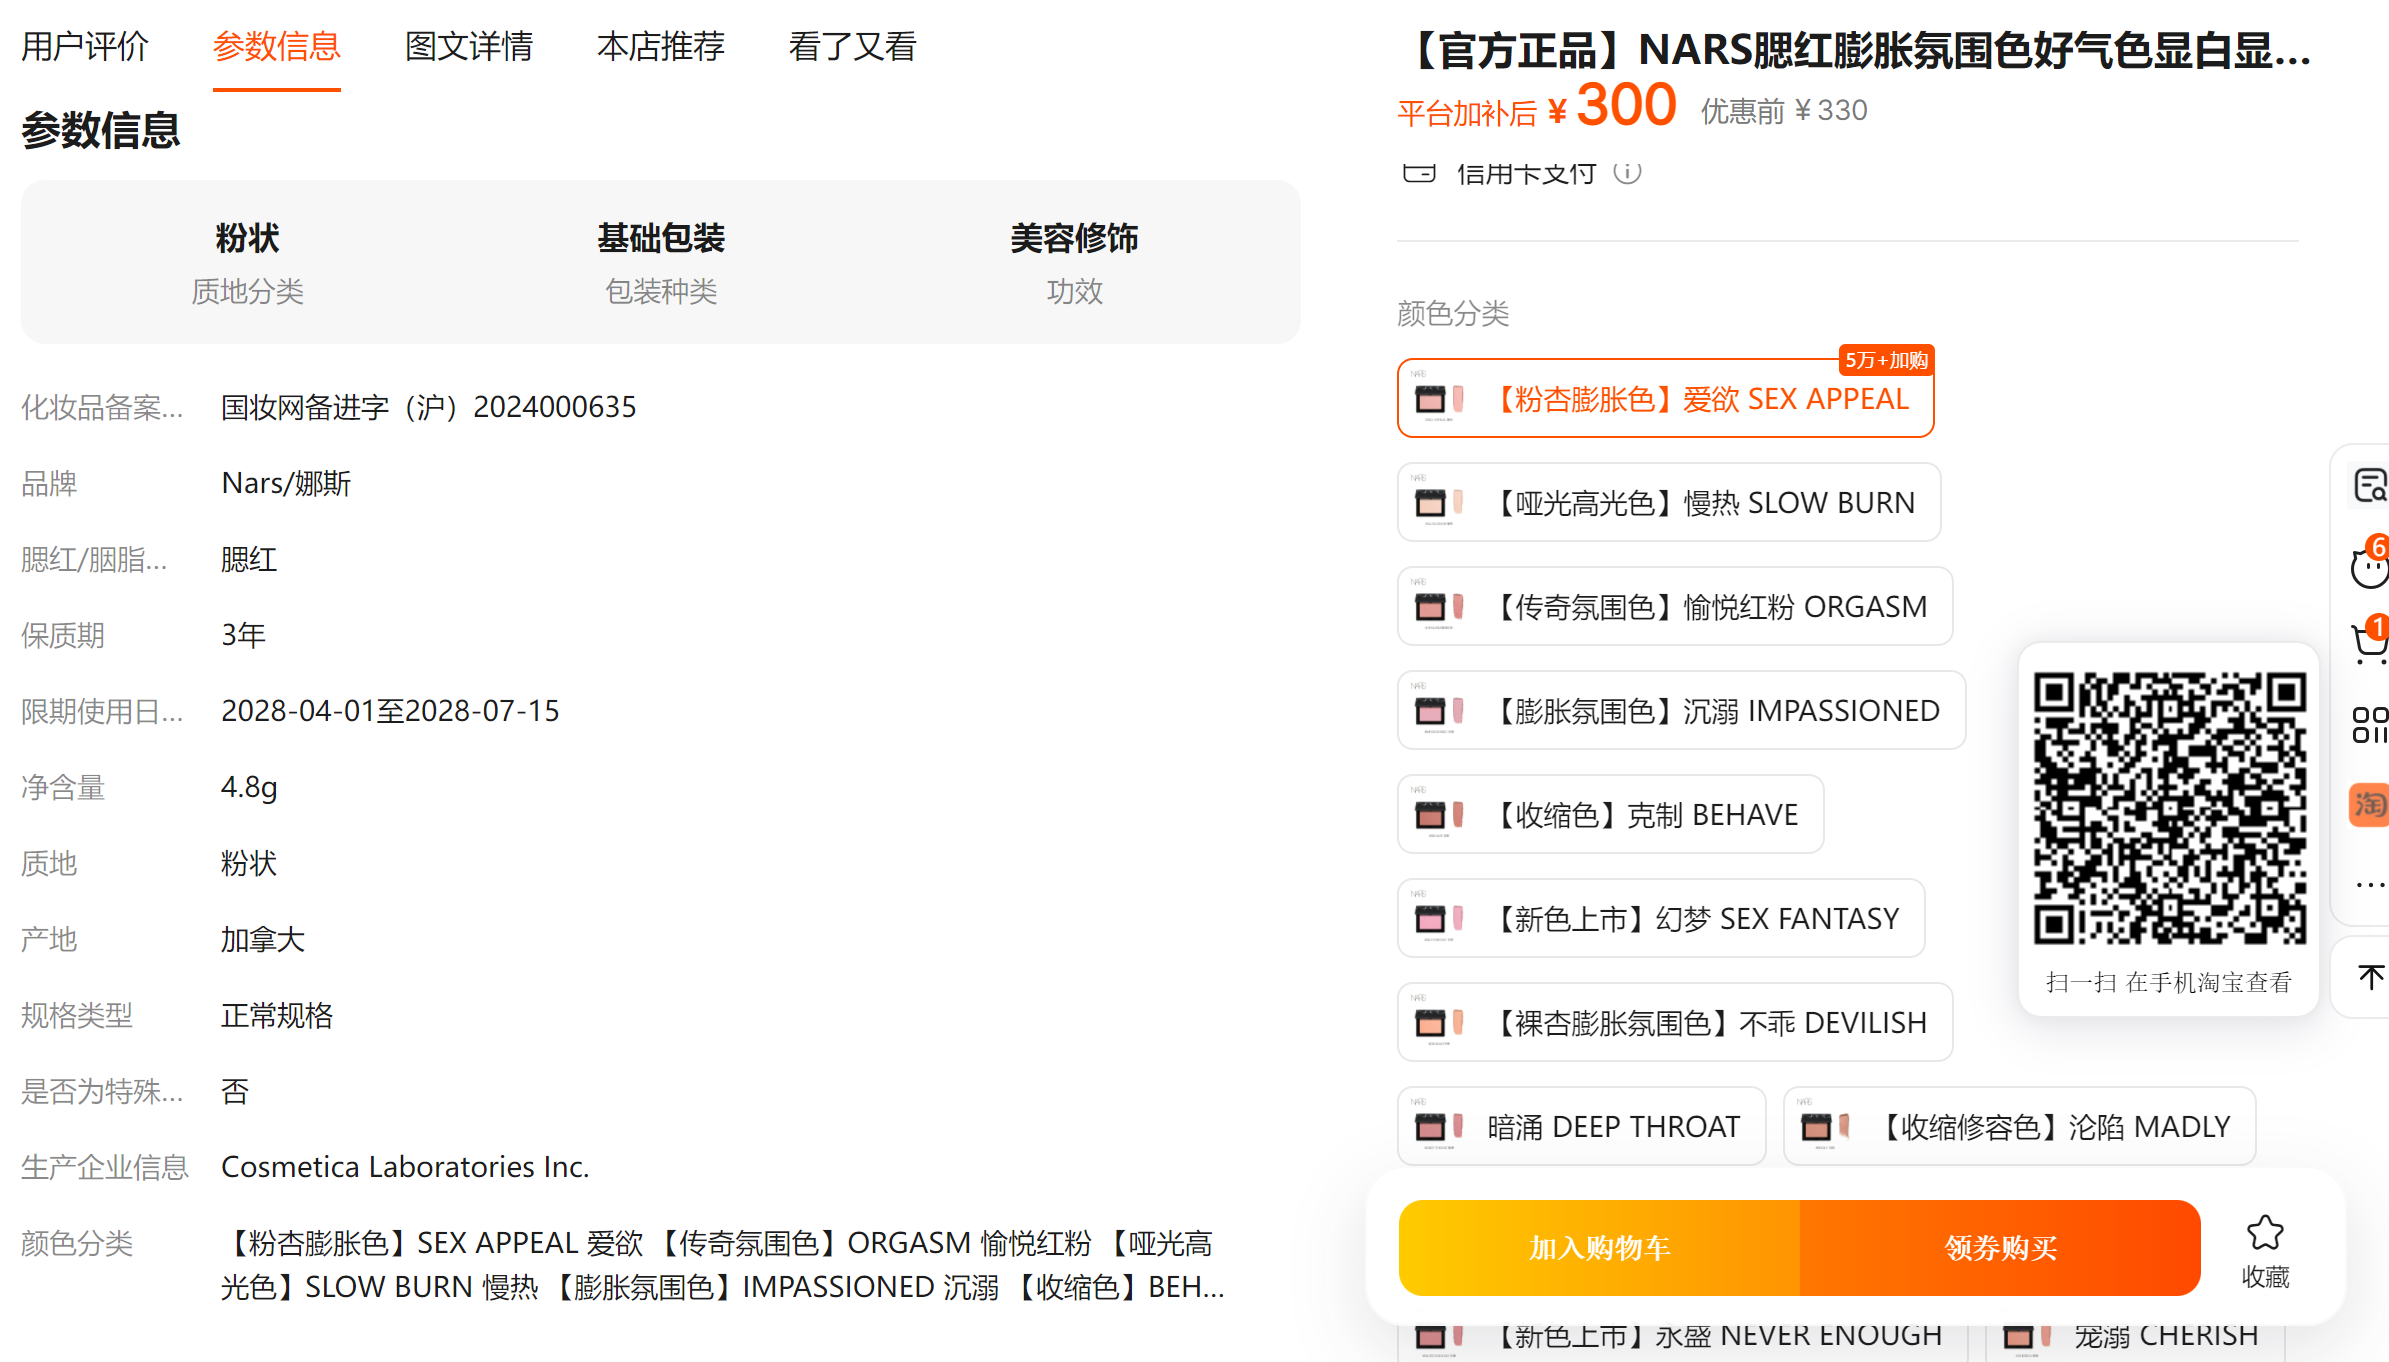 用户评价 参数信息 图文详情 本店推荐 看了又看
参数信息
粉状 基础包装 美容修饰
质地分类 包装种类 功效
化妆品备案... 国妆网备进字（沪）2024000635
品牌 Nars/娜斯
腮红/胭脂... 腮红
保质期 3年
限期使用日... 2028-04-01至2028-07-15
净含量 4.8g
质地 粉状
产地 加拿大
规格类型 正常规格
是否为特殊... 否
生产企业信息 Cosmetica Laboratories Inc.
颜色分类 【粉杏膨胀色】SEX APPEAL 爱欲 【传奇氛围色】ORGASM 愉悦红粉 【哑光高
光色】SLOW BURN 慢热 【膨胀氛围色】IMPASSIONED 沉溺 【收缩色】BEH...
【官方正品】NARS腮红膨胀氛围色好气色显白显...
平台加补后 ¥300 优惠前 ¥330
信用卡支付
颜色分类
5万+加购
【粉杏膨胀色】爱欲 SEX APPEAL
【哑光高光色】慢热 SLOW BURN
【传奇氛围色】愉悦红粉 ORGASM
【膨胀氛围色】沉溺 IMPASSIONED
【收缩色】克制 BEHAVE
【新色上市】幻梦 SEX FANTASY
【裸杏膨胀氛围色】不乖 DEVILISH
暗涌 DEEP THROAT 【收缩修容色】沦陷 MADLY
加入购物车 领券购买 收藏
【新色上市】永盛 NEVER ENOUGH 宠溺 CHERISH
6
1
淘
扫一扫 在手机淘宝查看